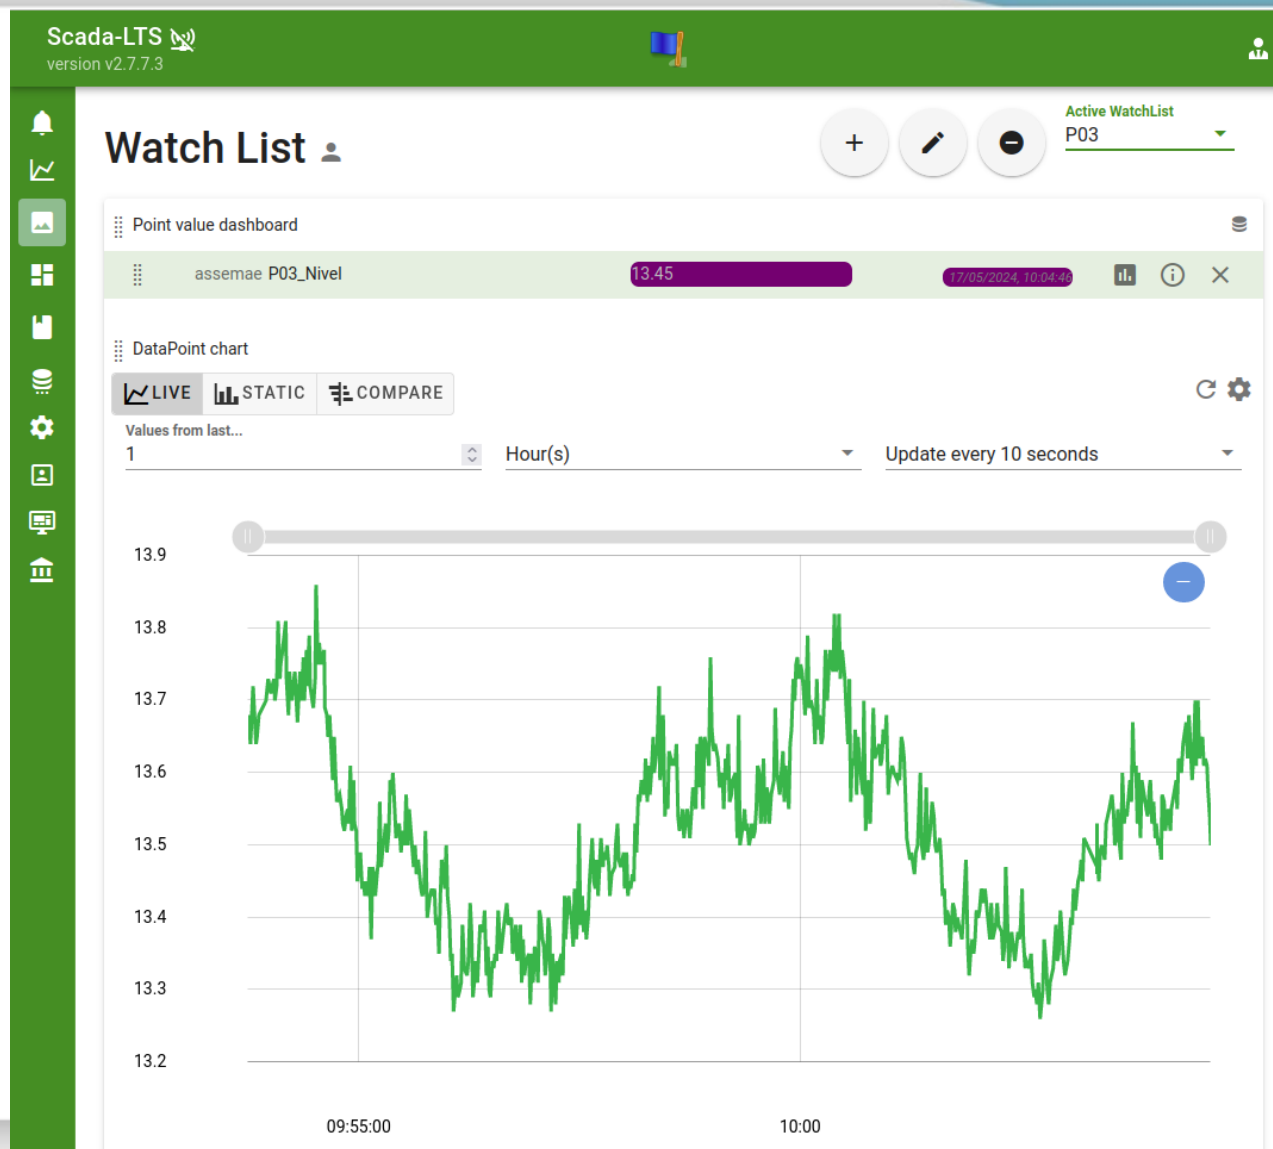 Scada-LTS
version v2.7.7.3
Watch List
Active WatchList
P03
Point value dashboard
assemae P03_Nivel 13.45 17/05/2024, 10:04:46
DataPoint chart
LIVE STATIC COMPARE
Values from last...
1 Hour(s) Update every 10 seconds
13.9
13.8
13.7
13.6
13.5
13.4
13.3
13.2
09:55:00 10:00